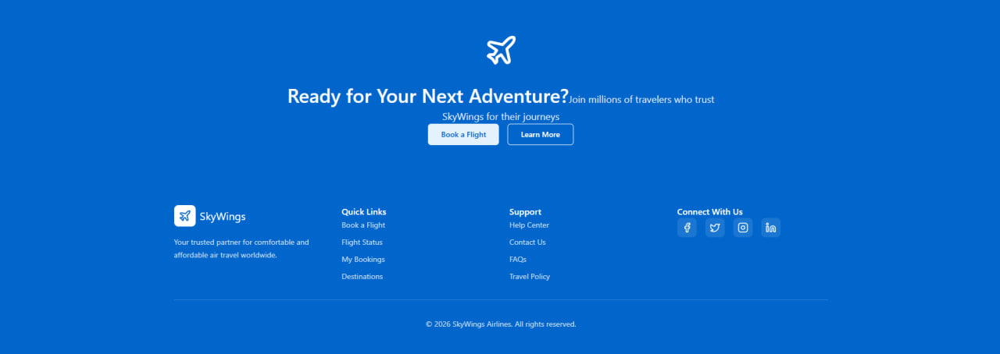 Ready for Your Next Adventure? Join millions of travelers who trust
SkyWings for their journeys
Book a Flight
Learn More
SkyWings
Your trusted partner for comfortable and
affordable air travel worldwide.
Quick Links
Book a Flight
Flight Status
My Bookings
Destinations
Support
Help Center
Contact Us
FAQs
Travel Policy
Connect With Us
© 2026 SkyWings Airlines. All rights reserved.